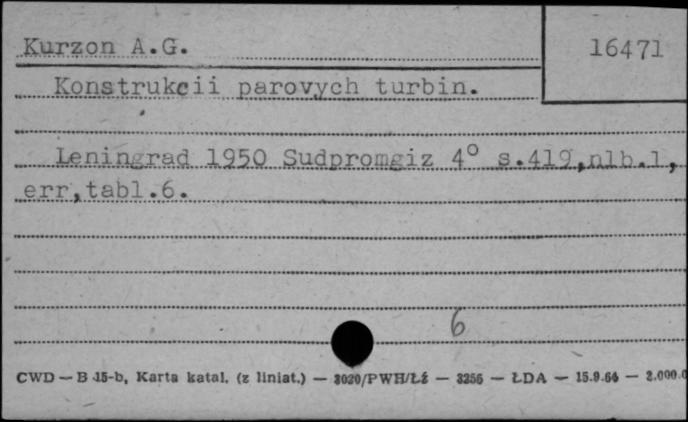 Kurzon A.G.
16471
Konstrukcii parovych turbin.
Leningrad 1950 Sudpromgiz 4° s.419,nlb.1,
err,tabl.6.
6
CWD — B 15-b, Karta katal. (z liniat.) — 3020/PWH/Łź — 3256 — ŁDA — 15.9.64 — 2.000.0